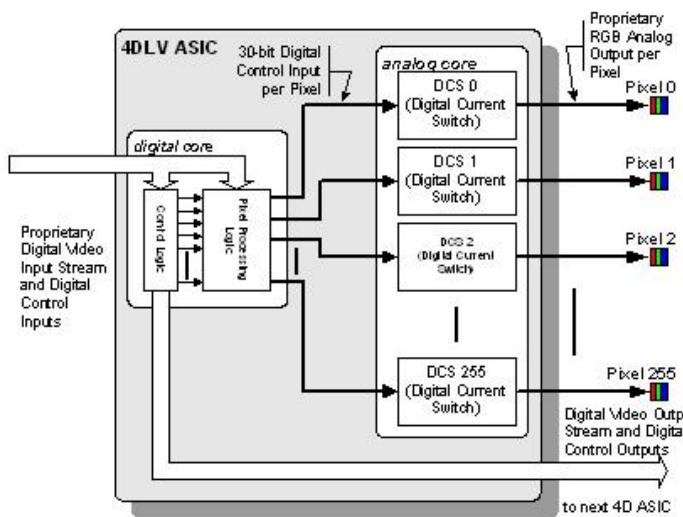 4DLV ASIC
30-bit Digital
Control Input
per Pixel
Proprietary
RGB Analog
Output per
Pixel
analog core
DCS 0
(Digital Current
Switch)
Pixel 0
digital core
DCS 1
(Digital Current
Switch)
Pixel 1
Proprietary
Digital Video
Input Stream
and Digital
Control
Inputs
Control Logic
Pixel Processing
Logic
DCS 2
(Digital Current
Switch)
Pixel 2
DCS 255
(Digital Current
Switch)
Pixel 255
Digital Video Outp
Stream and Digita
Control Outputs
to next 4D ASIC